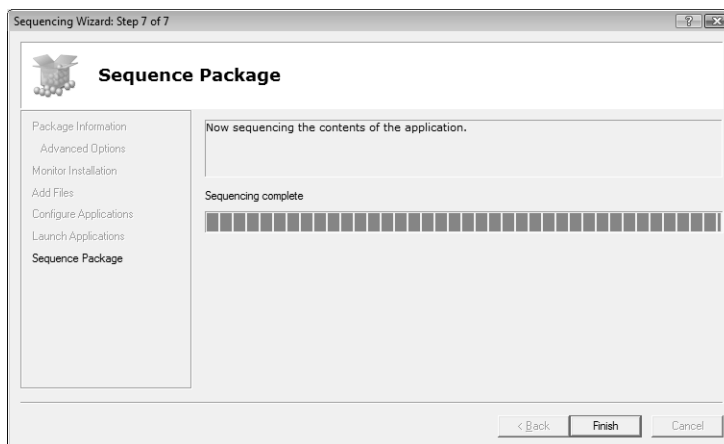 Sequencing Wizard: Step 7 of 7
Sequence Package
Package Information
Advanced Options
Monitor Installation
Add Files
Configure Applications
Launch Applications
Sequence Package
Now sequencing the contents of the application.
Sequencing complete
< Back
Finish
Cancel